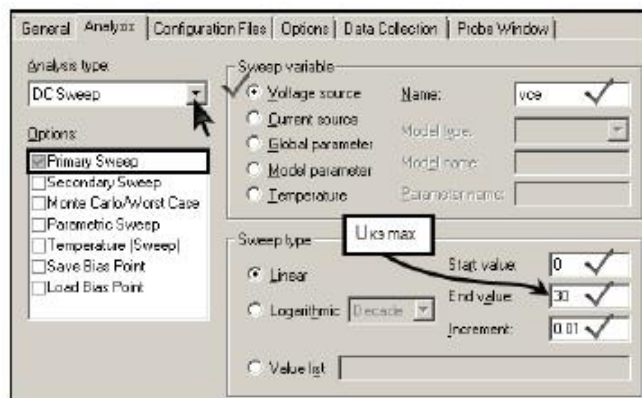 General Analysis Configuration Files Options Data Collection Probe Window
Analysis type:
DC Sweep
Options:
Primary Sweep
Secondary Sweep
Monte Carlo/Worst Case
Parametric Sweep
Temperature (Sweep)
Save Bias Point
Load Bias Point
Sweep variable
Voltage source
Current source
Global parameter
Model parameter
Temperature
Name: vce
Model type:
Model name:
Parameter name:
Uкэ max
Sweep type
Linear
Logarithmic Decade
Value list
Start value: 0
End value: 30
Increment: 0.01